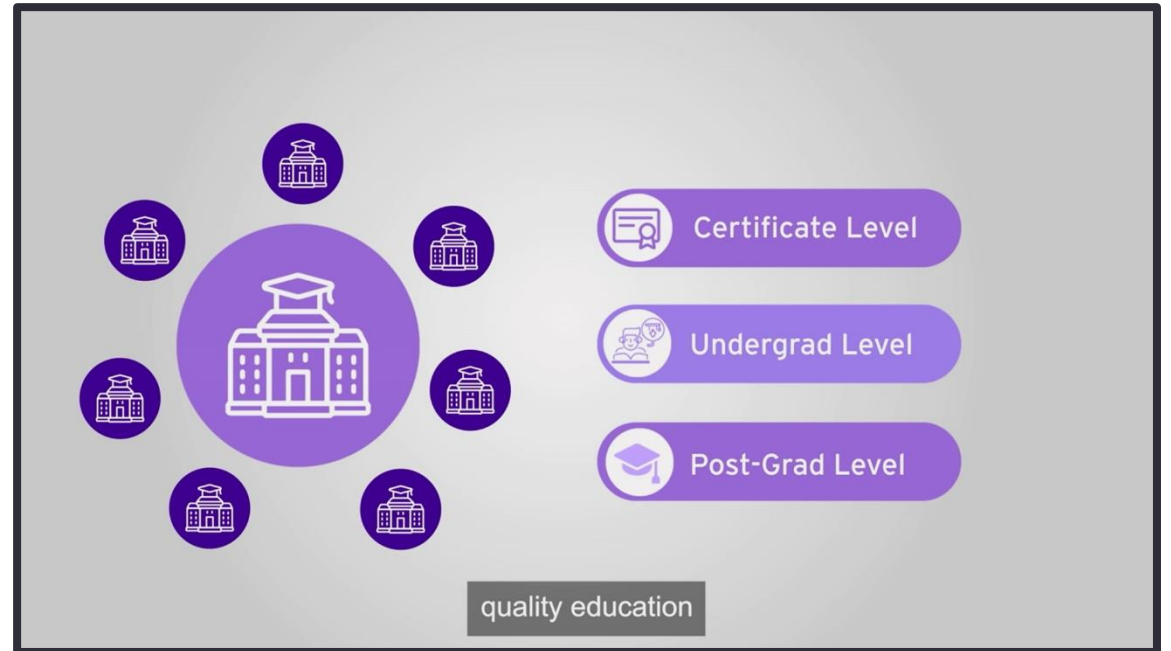 Certificate Level
Undergrad Level
Post-Grad Level
quality education